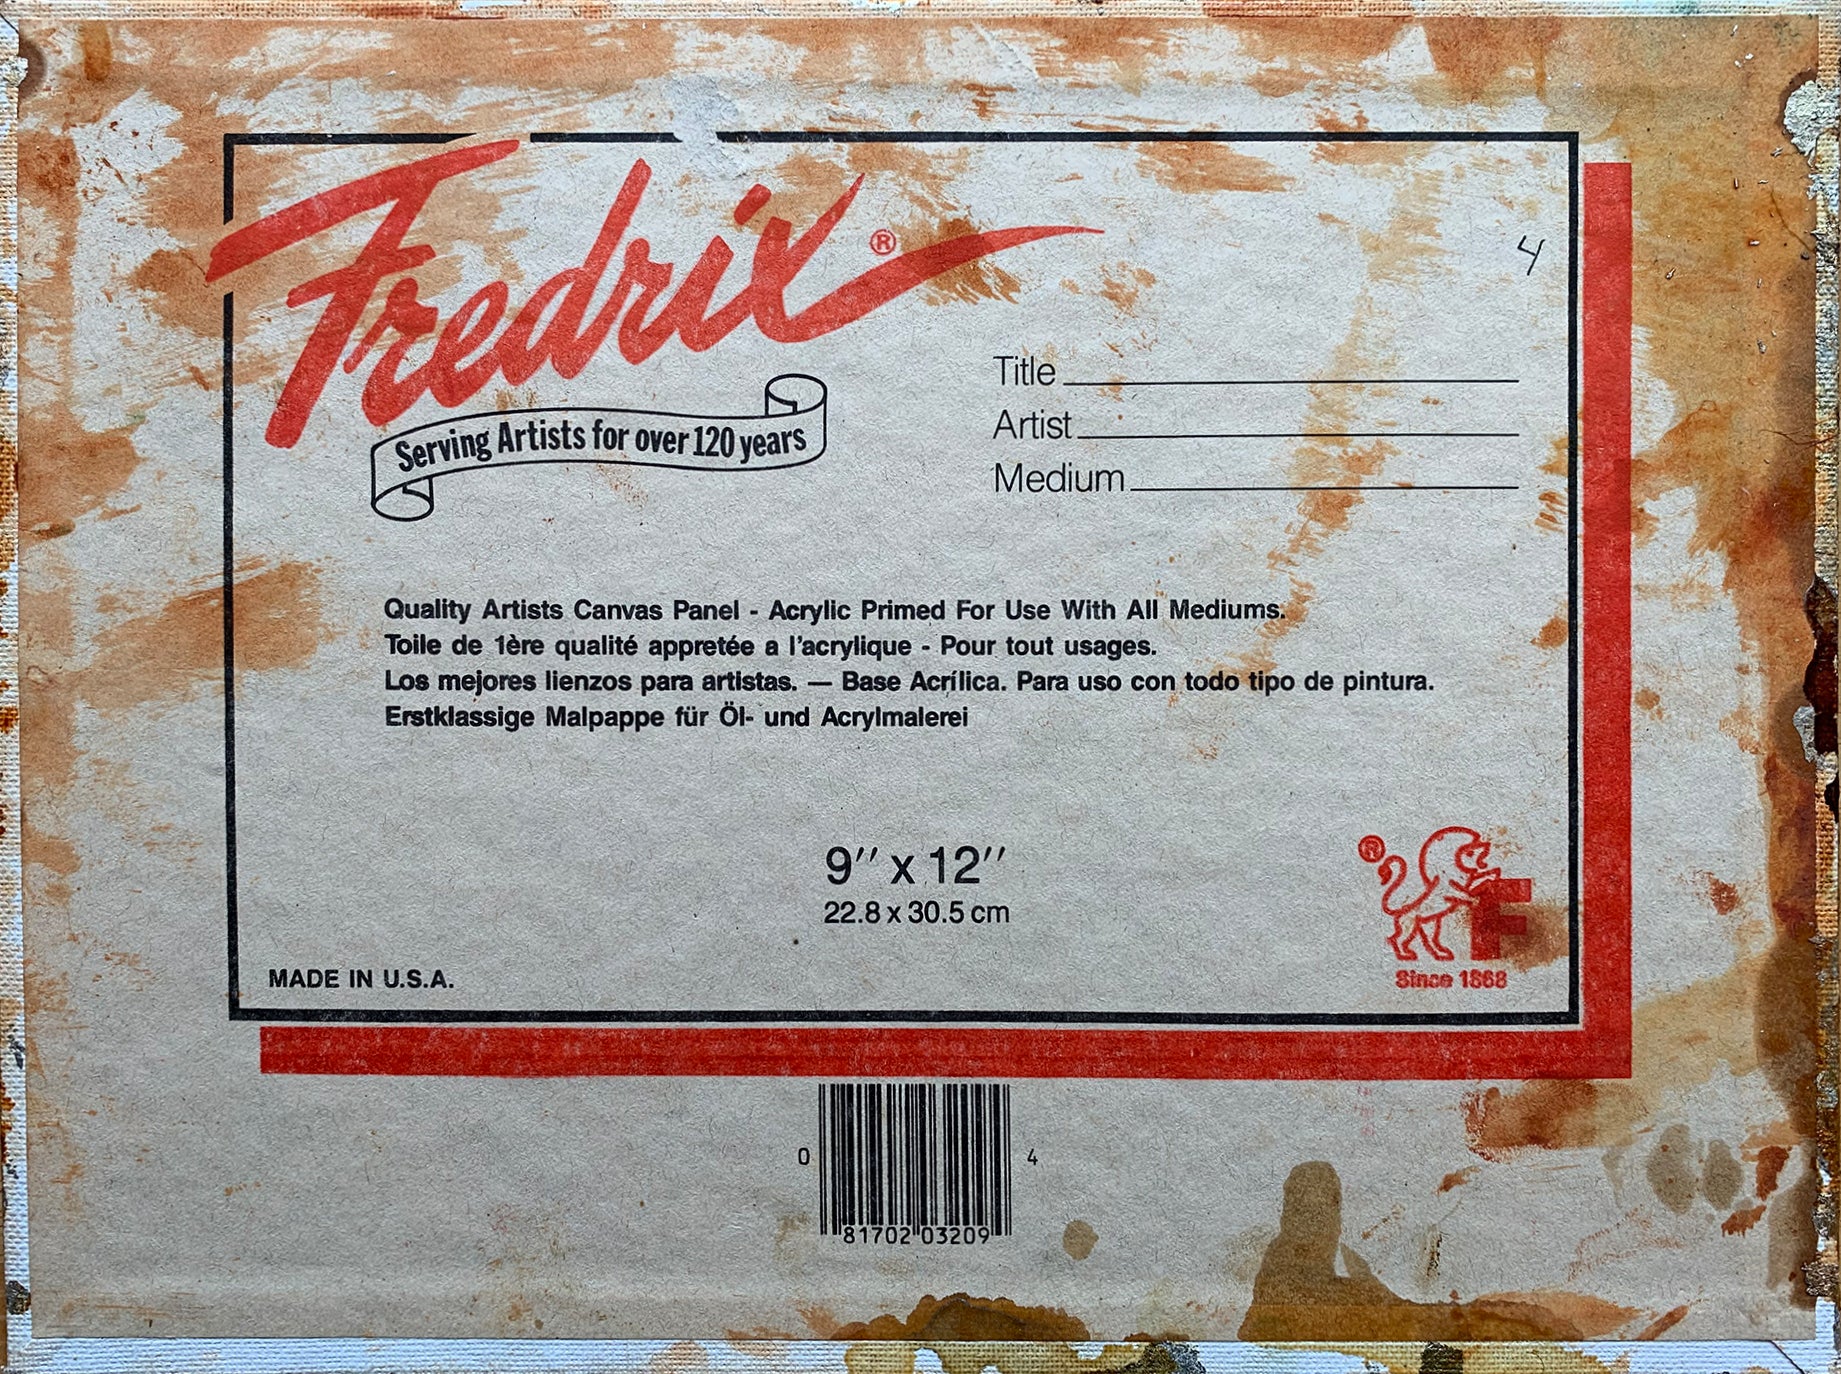 Fredrix®
Serving Artists for over 120 years
4
Title
Artist
Medium
Quality Artists Canvas Panel - Acrylic Primed For Use With All Mediums.
Toile de 1ère qualité appretée a l'acrylique - Pour tout usages.
Los mejores lienzos para artistas. — Base Acrílica. Para uso con todo tipo de pintura.
Erstklassige Malpappe für Öl- und Acrylmalerei
9″ x 12″
22.8 x 30.5 cm
MADE IN U.S.A.
® F
Since 1868
0 81702 03209 4